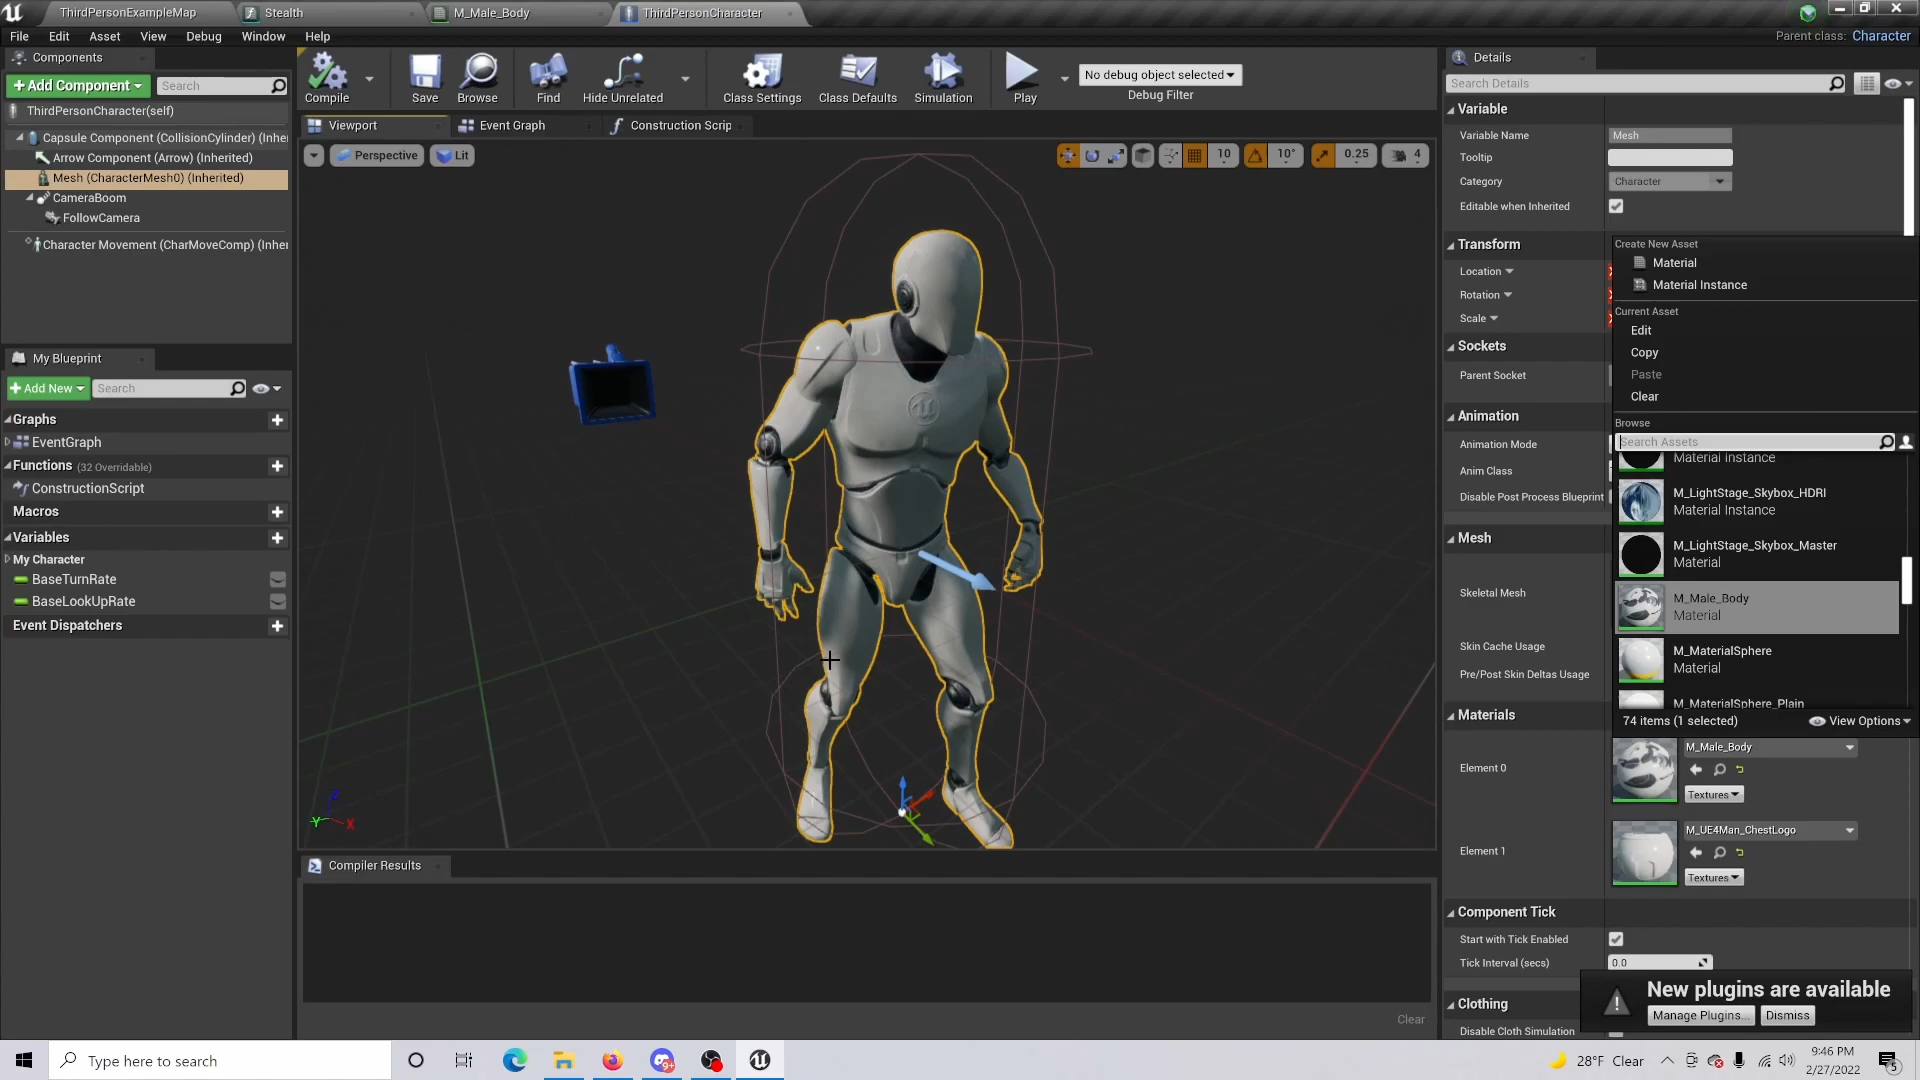 ThirdPersonExampleMap
Stealth
M_Male_Body
ThirdPersonCharacter
File Edit Asset View Debug Window Help
Parent class: Character
Components
+Add Component
Search
ThirdPersonCharacter(self)
Capsule Component (CollisionCylinder) (Inhe
Arrow Component (Arrow) (Inherited)
Mesh (CharacterMesh0) (Inherited)
CameraBoom
FollowCamera
Character Movement (CharMoveComp) (Inher
My Blueprint
+Add New
Search
Graphs
EventGraph
Functions (32 Overridable)
ConstructionScript
Macros
Variables
My Character
BaseTurnRate
BaseLookUpRate
Event Dispatchers
Compile
Save
Browse
Find
Hide Unrelated
Class Settings
Class Defaults
Simulation
Play
No debug object selected
Debug Filter
Viewport
Event Graph
Construction Scrip
Perspective
Lit
10
10°
0.25
4
Z
Y
X
Compiler Results
Clear
Details
Search Details
Variable
Variable Name
Mesh
Tooltip
Category
Character
Editable when Inherited
Transform
Location
Rotation
Scale
Sockets
Parent Socket
Animation
Animation Mode
Anim Class
Disable Post Process Blueprint
Mesh
Skeletal Mesh
Skin Cache Usage
Pre/Post Skin Deltas Usage
Create New Asset
Material
Material Instance
Current Asset
Edit
Copy
Paste
Clear
Browse
Search Assets
Material Instance
M_LightStage_Skybox_HDRI
Material Instance
M_LightStage_Skybox_Master
Material
M_Male_Body
Material
M_MaterialSphere
Material
M_MaterialSphere_Plain
74 items (1 selected)
View Options
Materials
Element 0
M_Male_Body
Textures
Element 1
M_UE4Man_ChestLogo
Textures
Component Tick
Start with Tick Enabled
Tick Interval (secs)
0.0
Clothing
Disable Cloth Simulation
New plugins are available
Manage Plugins...
Dismiss
Type here to search
9+
28°F Clear
9:46 PM
2/27/2022
5